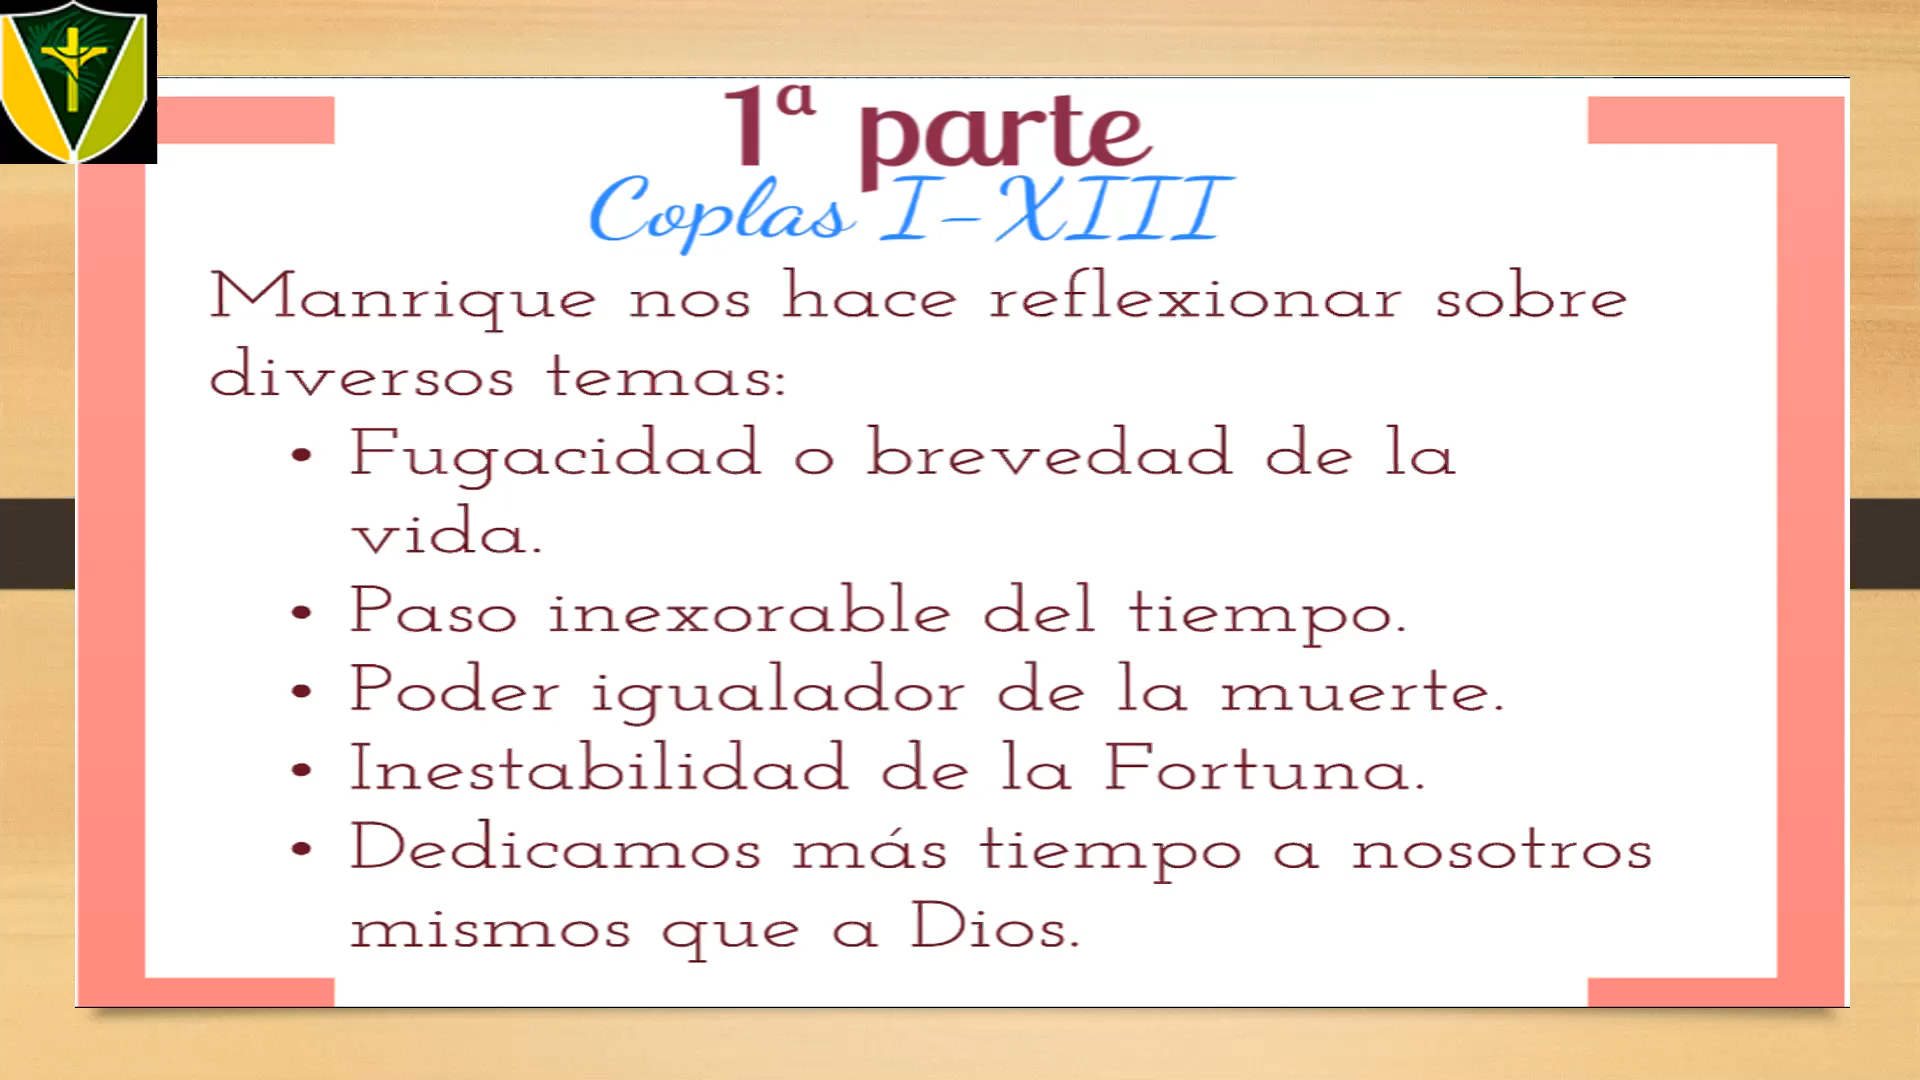 1ª parte
Coplas I-XIII
Manrique nos hace reflexionar sobre
diversos temas:
• Fugacidad o brevedad de la
vida.
• Paso inexorable del tiempo.
• Poder igualador de la muerte.
• Inestabilidad de la Fortuna.
• Dedicamos más tiempo a nosotros
mismos que a Dios.